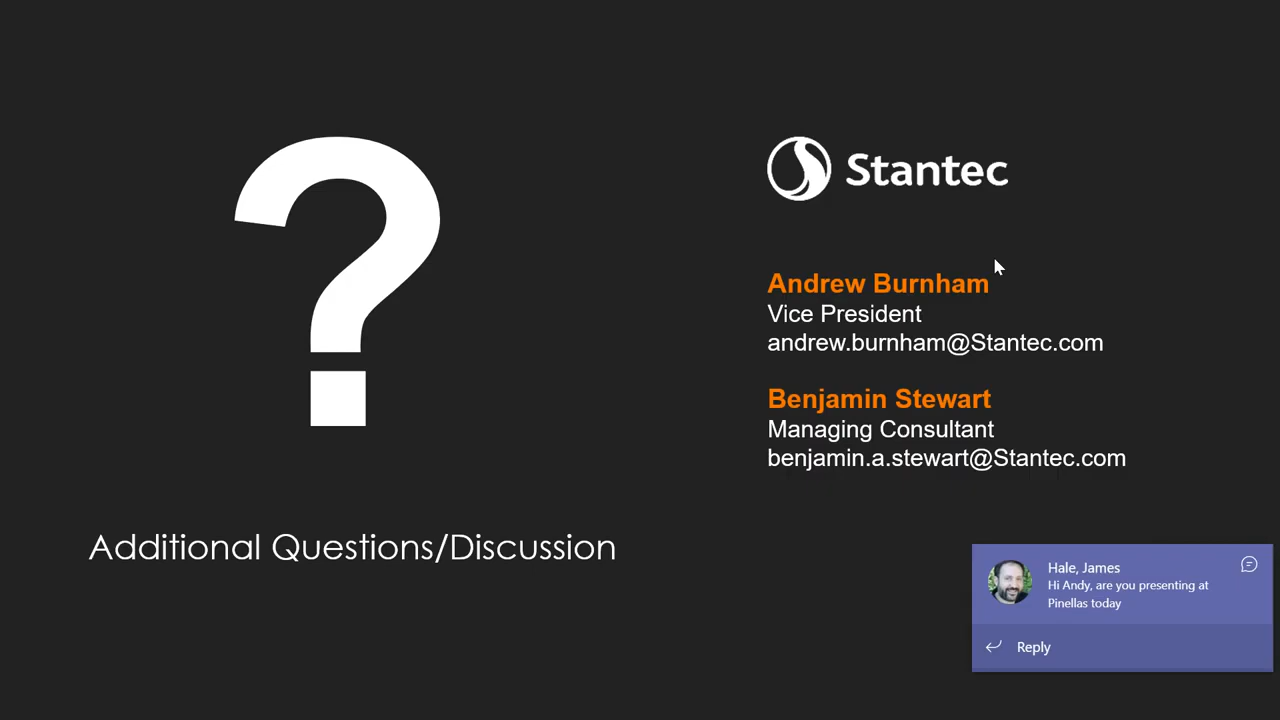 ?
Additional Questions/Discussion
Stantec
Andrew Burnham
Vice President
andrew.burnham@Stantec.com
Benjamin Stewart
Managing Consultant
benjamin.a.stewart@Stantec.com
Hale, James
Hi Andy, are you presenting at
Pinellas today
Reply